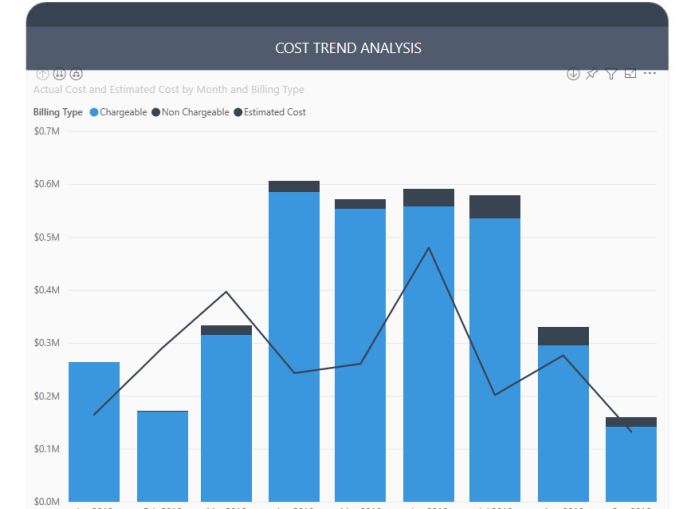 COST TREND ANALYSIS
Actual Cost and Estimated Cost by Month and Billing Type
Billing Type Chargeable Non Chargeable Estimated Cost
$0.7M
$0.6M
$0.5M
$0.4M
$0.3M
$0.2M
$0.1M
$0.0M